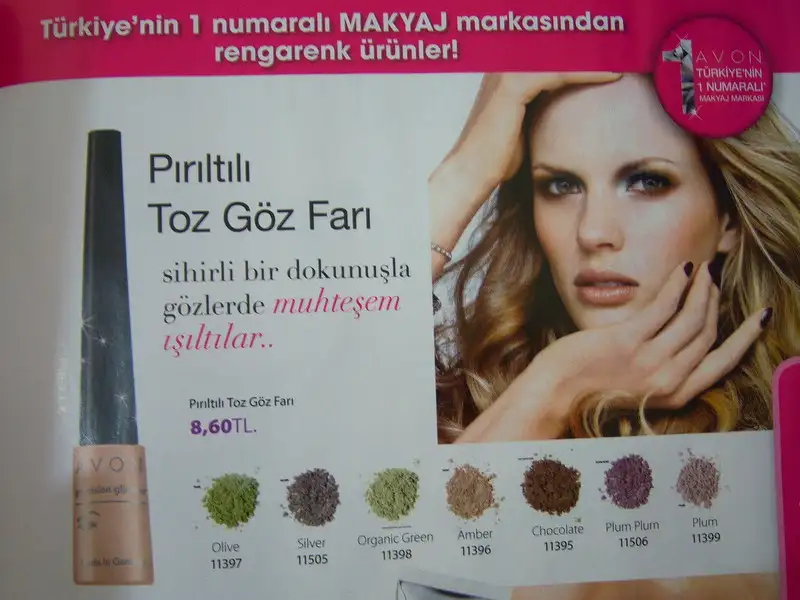 Türkiye'nin 1 numaralı MAKYAJ markasından
rengarenk ürünler!
1 AVON
TÜRKİYE'NİN
1 NUMARALI*
MAKYAJ MARKASI
Pırıltılı
Toz Göz Farı
sihirli bir dokunuşla
gözlerde muhteşem
ışıltılar..
Pırıltılı Toz Göz Farı
8,60TL.
AVON
Olive
11397
Silver
11505
Organic Green
11398
Amber
11396
Chocolate
11395
Plum Plum
11506
Plum
11399